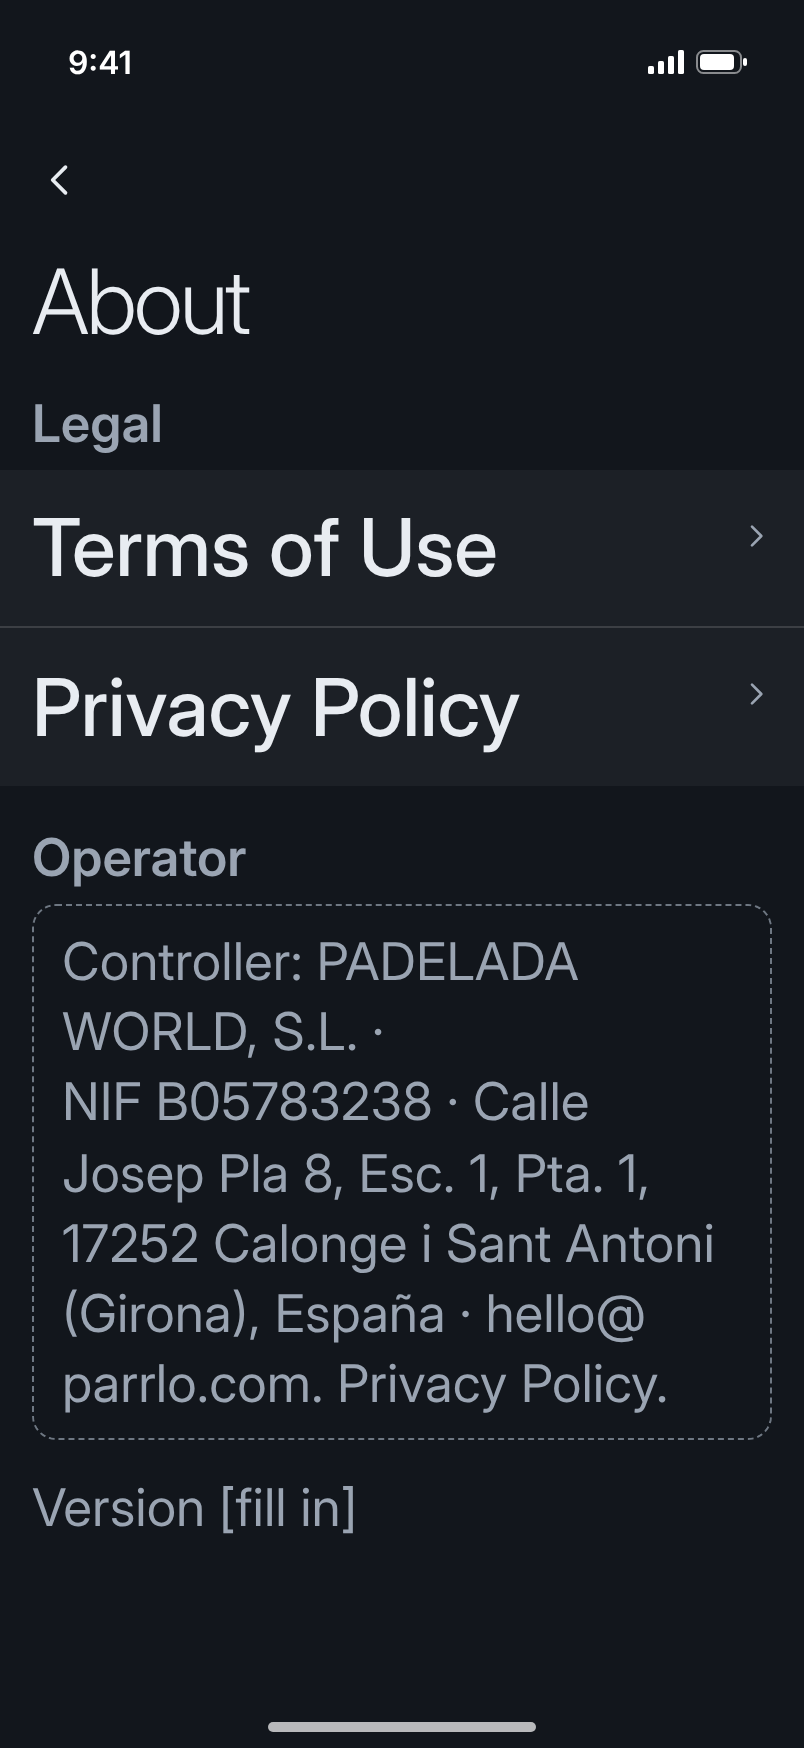 9:41
About
Legal
Terms of Use
Privacy Policy
Operator
Controller: PADELADA
WORLD, S.L. ·
NIF B05783238 · Calle
Josep Pla 8, Esc. 1, Pta. 1,
17252 Calonge i Sant Antoni
(Girona), España · hello@
parrlo.com. Privacy Policy.
Version [fill in]